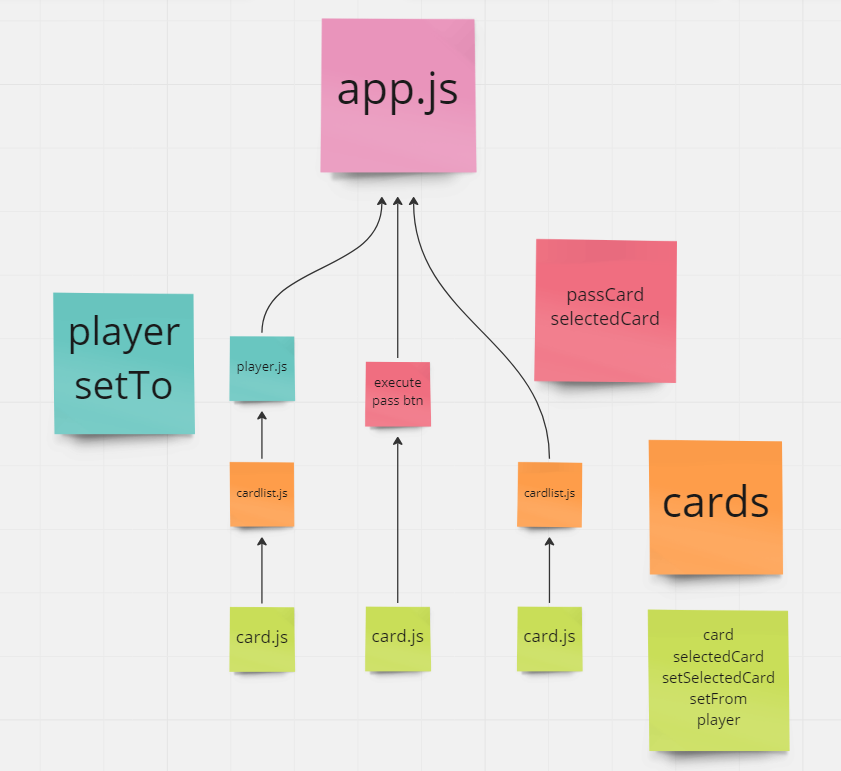 app.js
passCard
selectedCard
player
setTo
player.js
execute
pass btn
cardlist.js
cardlist.js
cards
card.js
card.js
card.js
card
selectedCard
setSelectedCard
setFrom
player